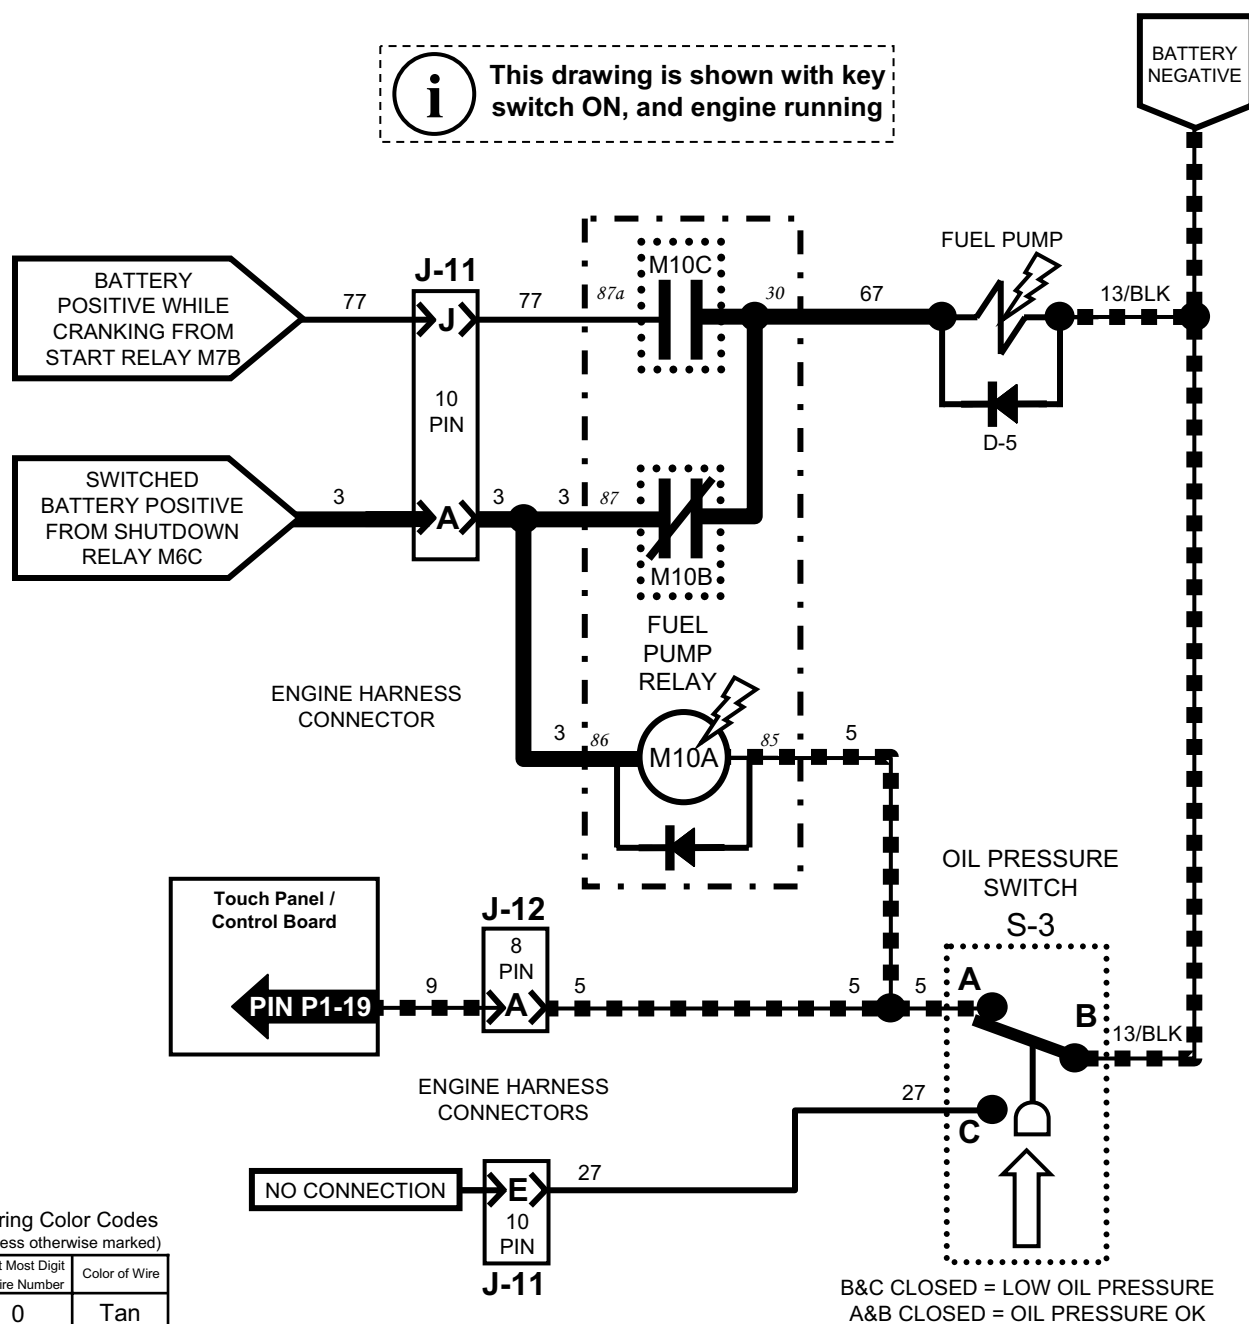 BATTERY
NEGATIVE
i
This drawing is shown with key
switch ON, and engine running
FUEL PUMP
BATTERY
POSITIVE WHILE
CRANKING FROM
START RELAY M7B
77
J-11
J
77
87a
M10C
30
67
13/BLK
10
PIN
D-5
SWITCHED
BATTERY POSITIVE
FROM SHUTDOWN
RELAY M6C
3
A
3
3
87
M10B
FUEL
PUMP
RELAY
ENGINE HARNESS
CONNECTOR
3
86
M10A
85
5
OIL PRESSURE
SWITCH
S-3
Touch Panel /
Control Board
J-12
8
PIN
PIN P1-19
9
A
5
5
5
A
B
13/BLK
ENGINE HARNESS
CONNECTORS
27
C
NO CONNECTION
E
27
10
PIN
J-11
ring Color Codes
ess otherwise marked)
t Most Digit
ire Number
Color of Wire
0
Tan
B&C CLOSED = LOW OIL PRESSURE
A&B CLOSED = OIL PRESSURE OK